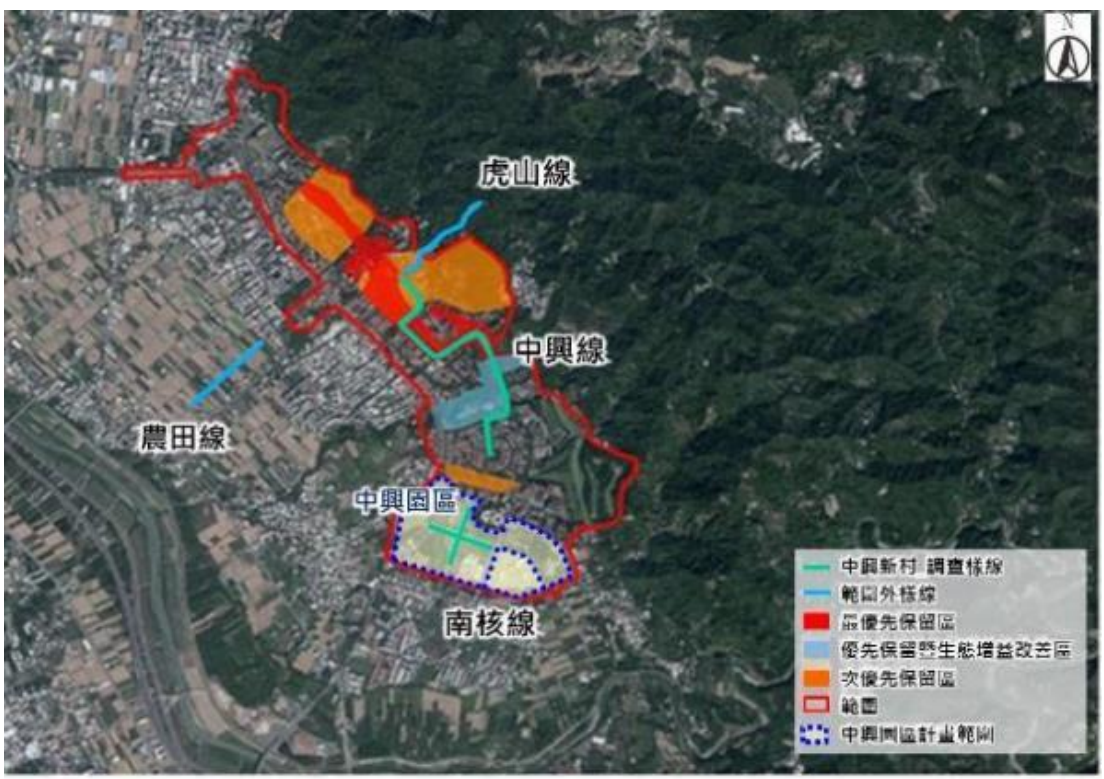 N
虎山線
中興線
農田線
中興園區
南核線
中興新村 調查樣線
範圍外樣線
最優先保留區
優先保留暨生態增益改善區
次優先保留區
範圍
中興園區計畫範圍